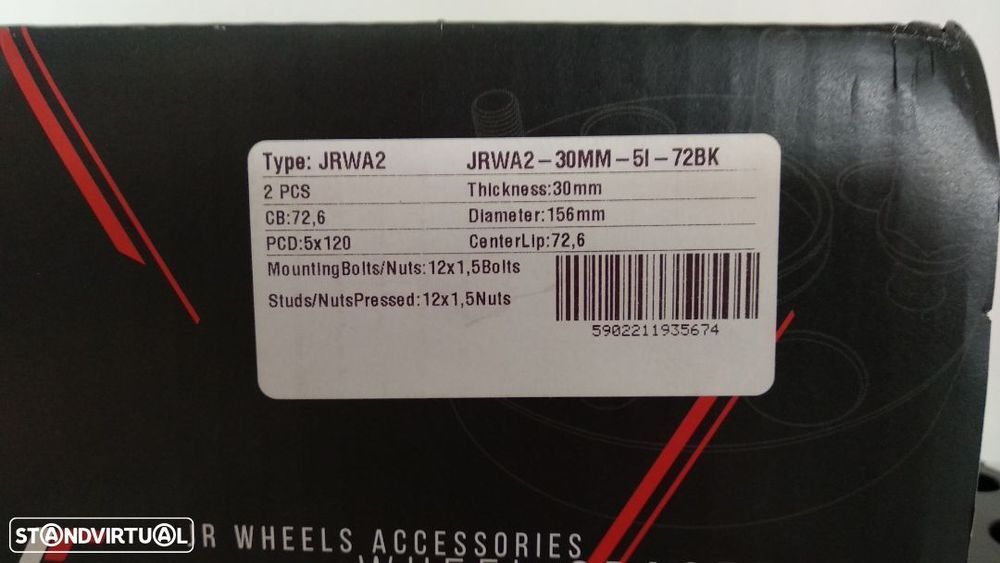 Type: JRWA2 JRWA2-30MM-5I-72BK
2 PCS Thickness:30mm
CB:72,6 Diameter:156mm
PCD:5x120 CenterLip:72,6
MountingBolts/Nuts:12x1,5Bolts
Studs/NutsPressed:12x1,5Nuts
5902211935674
STANDVIRTUAL
R WHEELS ACCESSORIES
WHEEL